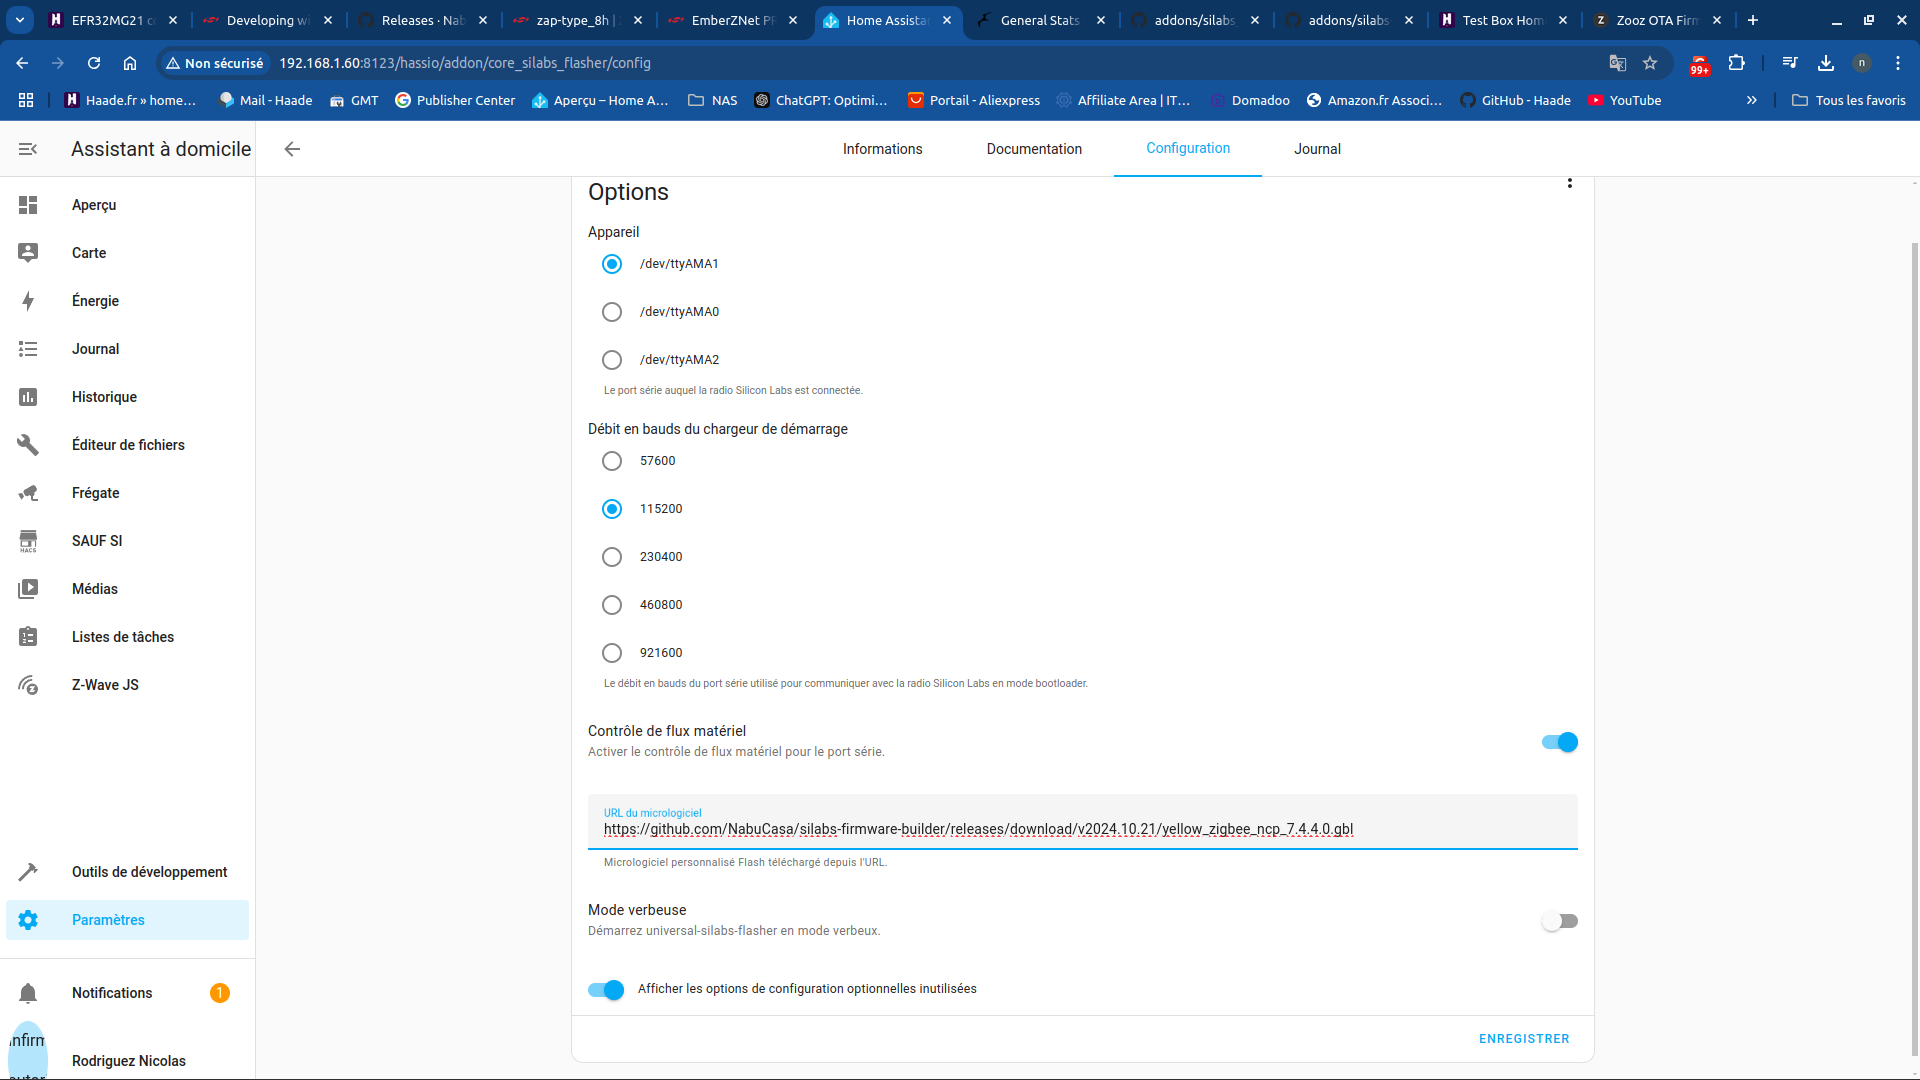 EFR32MG21 c
Developing wi
Releases · Nab
zap-type_8h |
EmberZNet PR
Home Assista
General Stats
addons/silabs
addons/silabs
Test Box Hom
Zooz OTA Firm
Non sécurisé
192.168.1.60:8123/hassio/addon/core_silabs_flasher/config
99+
n
Haade.fr » home…
Mail - Haade
GMT
Publisher Center
Aperçu – Home A…
NAS
ChatGPT: Optimi…
Portail - Aliexpress
Affiliate Area | IT…
Domadoo
Amazon.fr Associ…
GitHub - Haade
YouTube
»
Tous les favoris
Assistant à domicile
Informations
Documentation
Configuration
Journal
Aperçu
Carte
Énergie
Journal
Historique
Éditeur de fichiers
Frégate
HACS
SAUF SI
Médias
Listes de tâches
Z-Wave JS
Outils de développement
Paramètres
Notifications
1
Rodriguez Nicolas
Options
Appareil
/dev/ttyAMA1
/dev/ttyAMA0
/dev/ttyAMA2
Le port série auquel la radio Silicon Labs est connectée.
Débit en bauds du chargeur de démarrage
57600
115200
230400
460800
921600
Le débit en bauds du port série utilisé pour communiquer avec la radio Silicon Labs en mode bootloader.
Contrôle de flux matériel
Activer le contrôle de flux matériel pour le port série.
URL du micrologiciel
https://github.com/NabuCasa/silabs-firmware-builder/releases/download/v2024.10.21/yellow_zigbee_ncp_7.4.4.0.gbl
Micrologiciel personnalisé Flash téléchargé depuis l'URL.
Mode verbeuse
Démarrez universal-silabs-flasher en mode verbeux.
Afficher les options de configuration optionnelles inutilisées
ENREGISTRER